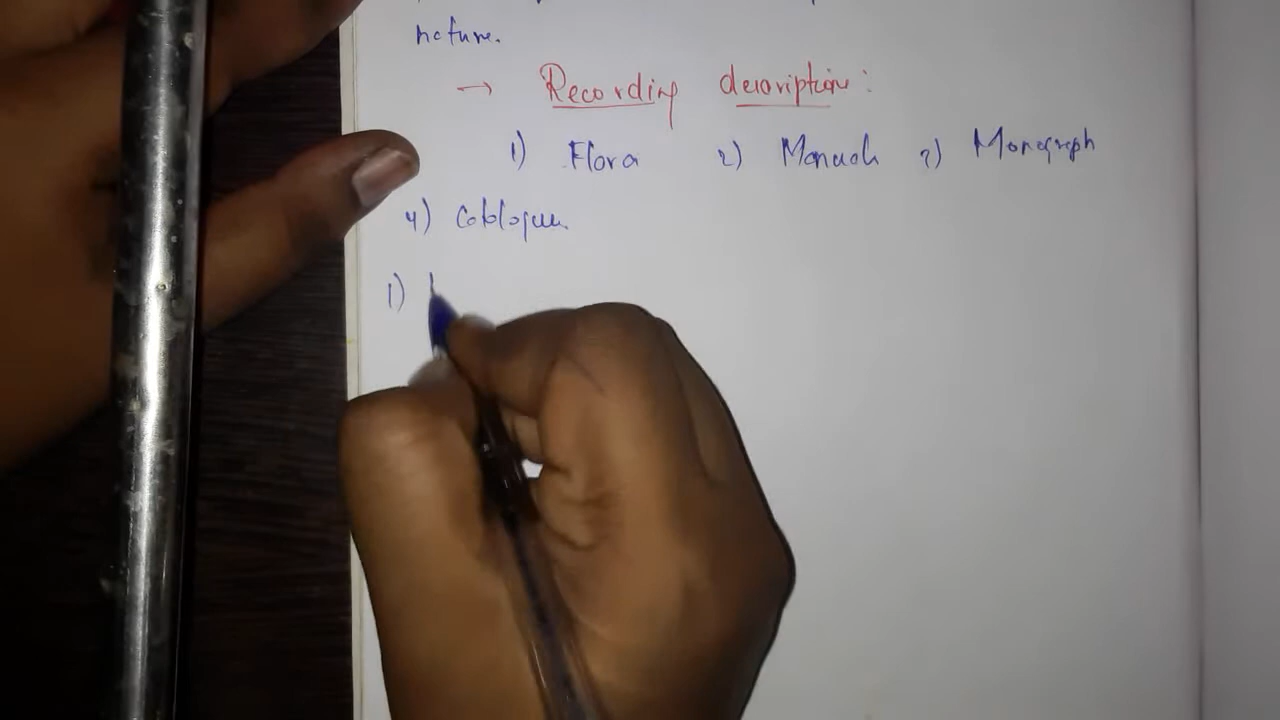 nature.
→ Recording description:
1) Flora 2) Manuals 3) Monograph
4) Catalogue.
1)